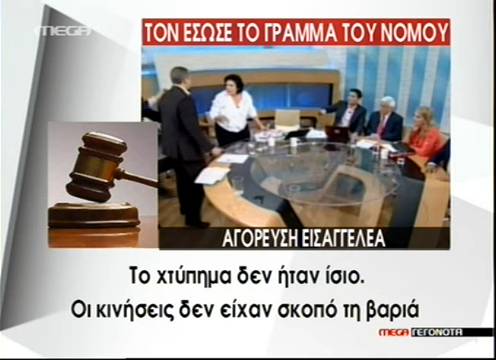 MEGA
ΤΟΝ ΕΣΩΣΕ ΤΟ ΓΡΑΜΜΑ ΤΟΥ ΝΟΜΟΥ
ΑΓΟΡΕΥΣΗ ΕΙΣΑΓΓΕΛΕΑ
Το χτύπημα δεν ήταν ίσιο.
Οι κινήσεις δεν είχαν σκοπό τη βαριά
MEGA ΓΕΓΟΝΟΤΑ